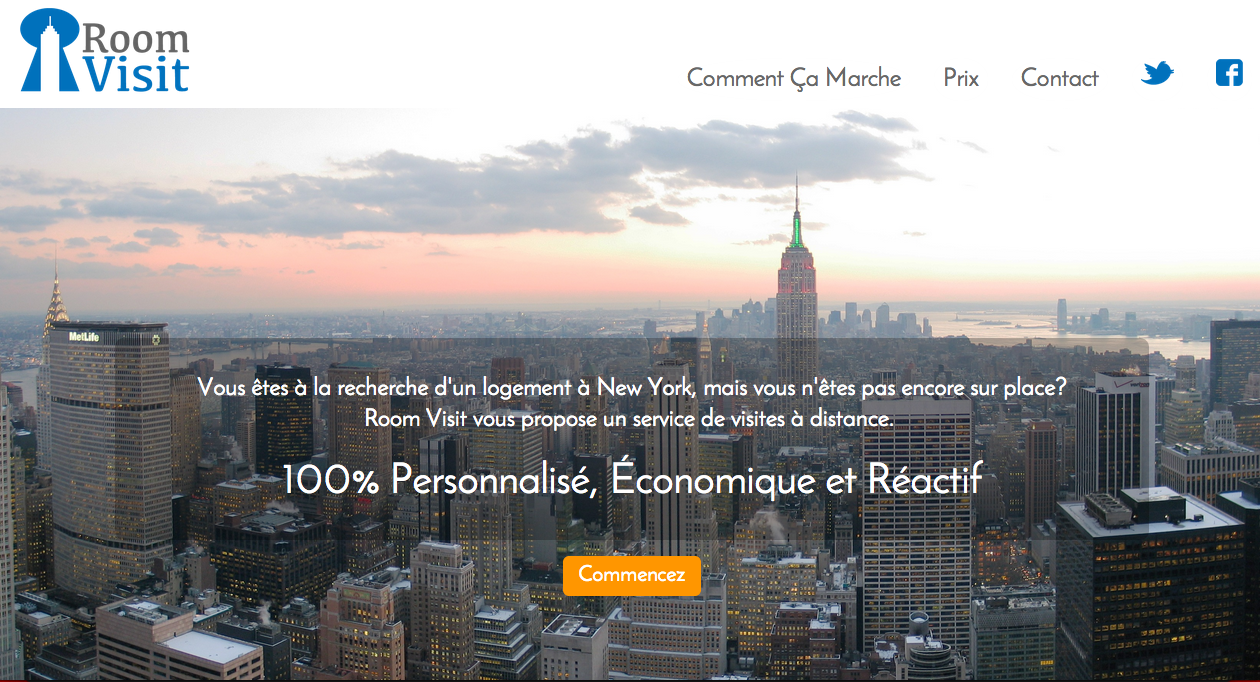 Room
Visit
Comment Ça Marche Prix Contact
MetLife
verizon
Vous êtes à la recherche d'un logement à New York, mais vous n'êtes pas encore sur place?
Room Visit vous propose un service de visites à distance.
100% Personnalisé, Économique et Réactif
Commencez